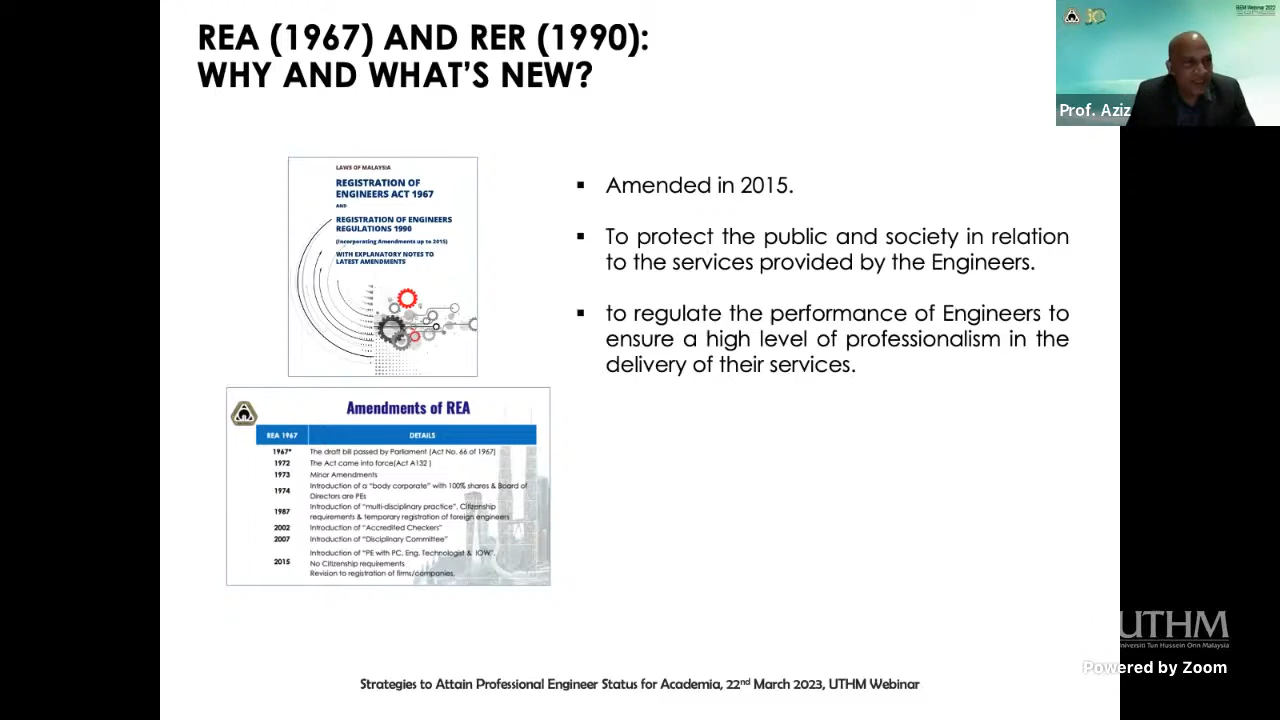 REA (1967) AND RER (1990):
WHY AND WHAT'S NEW?
BEM Webinar 2022
Prof. Aziz
LAWS OF MALAYSIA
REGISTRATION OF
ENGINEERS ACT 1967
AND
REGISTRATION OF ENGINEERS
REGULATIONS 1990
(Incorporating Amendments up to 2015)
WITH EXPLANATORY NOTES TO
LATEST AMENDMENTS
▪ Amended in 2015.
▪ To protect the public and society in relation
to the services provided by the Engineers.
▪ to regulate the performance of Engineers to
ensure a high level of professionalism in the
delivery of their services.
Amendments of REA
REA 1967 DETAILS
1967* The draft bill passed by Parliament (Act No. 66 of 1967)
1972 The Act came into force(Act A132 )
1973 Minor Amendments
1974 Introduction of a "body corporate" with 100% shares & Board of
Directors are PEs
1987 Introduction of "multi-disciplinary practice", Citizenship
requirements & temporary registration of foreign engineers
2002 Introduction of "Accredited Checkers"
2007 Introduction of "Disciplinary Committee"
2015 Introduction of "PE with PC, Eng. Technologist & IOW".
No Citizenship requirements
Revision to registration of firms/companies.
UTHM
Universiti Tun Hussein Onn Malaysia
Powered by Zoom
Strategies to Attain Professional Engineer Status for Academia, 22nd March 2023, UTHM Webinar